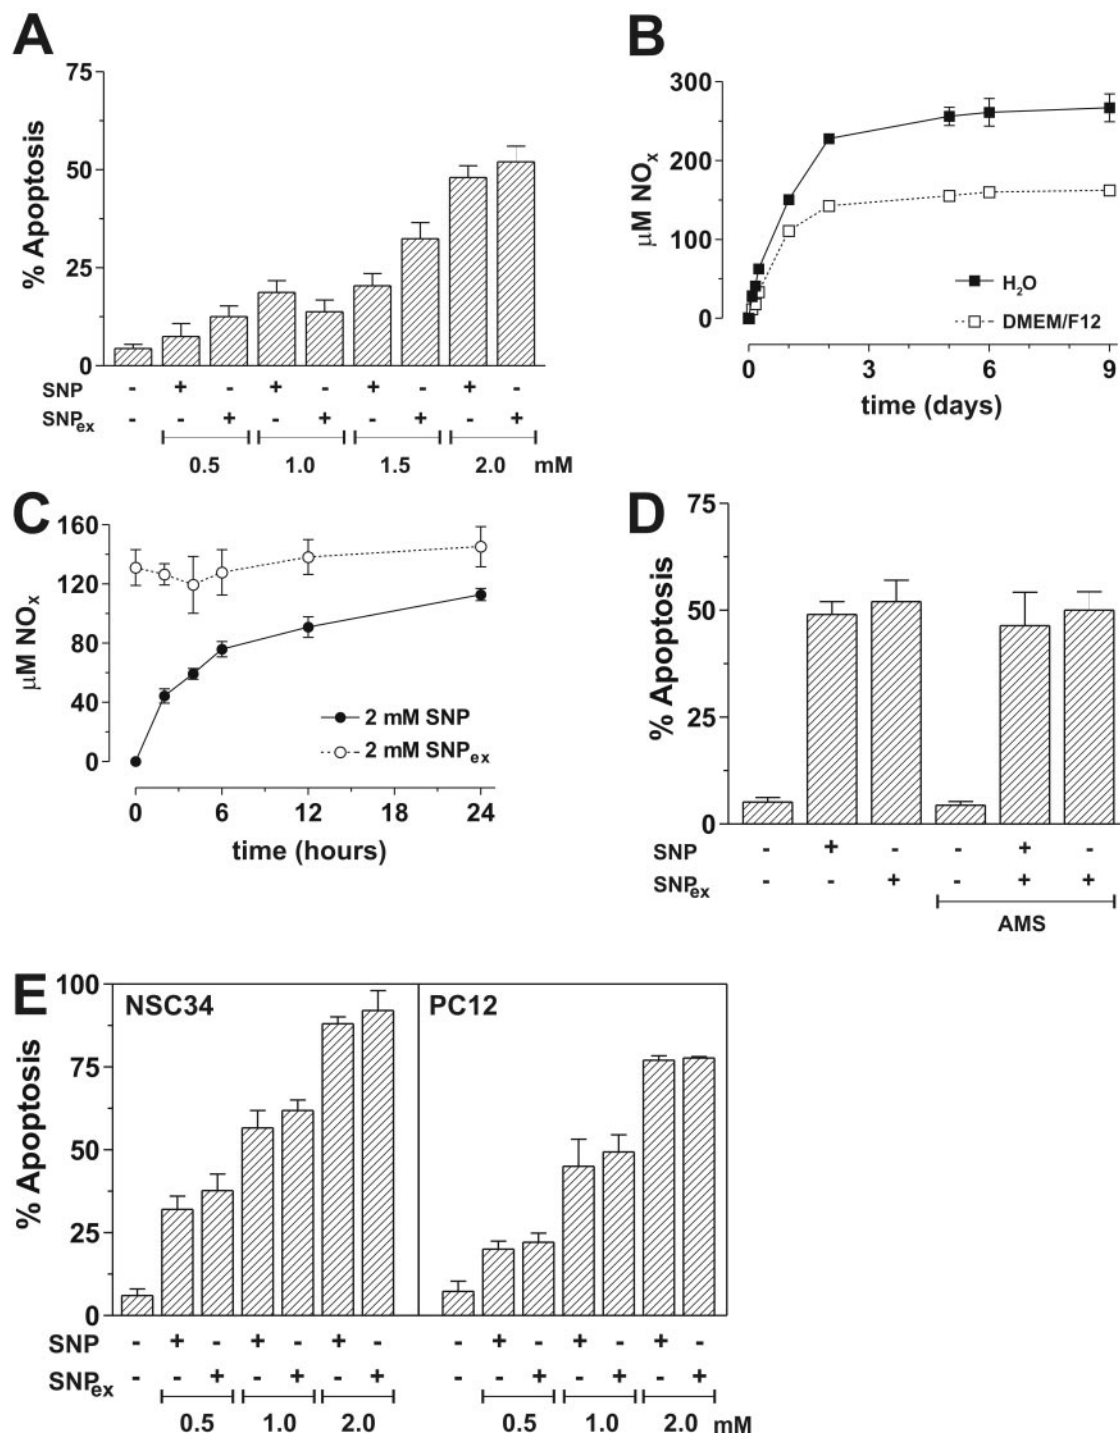 A
% Apoptosis
75
50
25
0
SNP - + - + - + - + -
SNPex - - + - + - + - +
0.5 1.0 1.5 2.0 mM
B
μM NOx
300
200
100
0
H2O
DMEM/F12
0 3 6 9
time (days)
C
μM NOx
160
120
80
40
0
2 mM SNP
2 mM SNPex
0 6 12 24
time (hours)
D
% Apoptosis
75
50
25
0
SNP - + - - + -
SNPex - - + - + +
AMS
E
% Apoptosis
100
75
50
25
0
NSC34 PC12
SNP - + - + - + - - + - + - + -
SNPex - - + - + - + - - + - + - +
0.5 1.0 2.0 0.5 1.0 2.0 mM